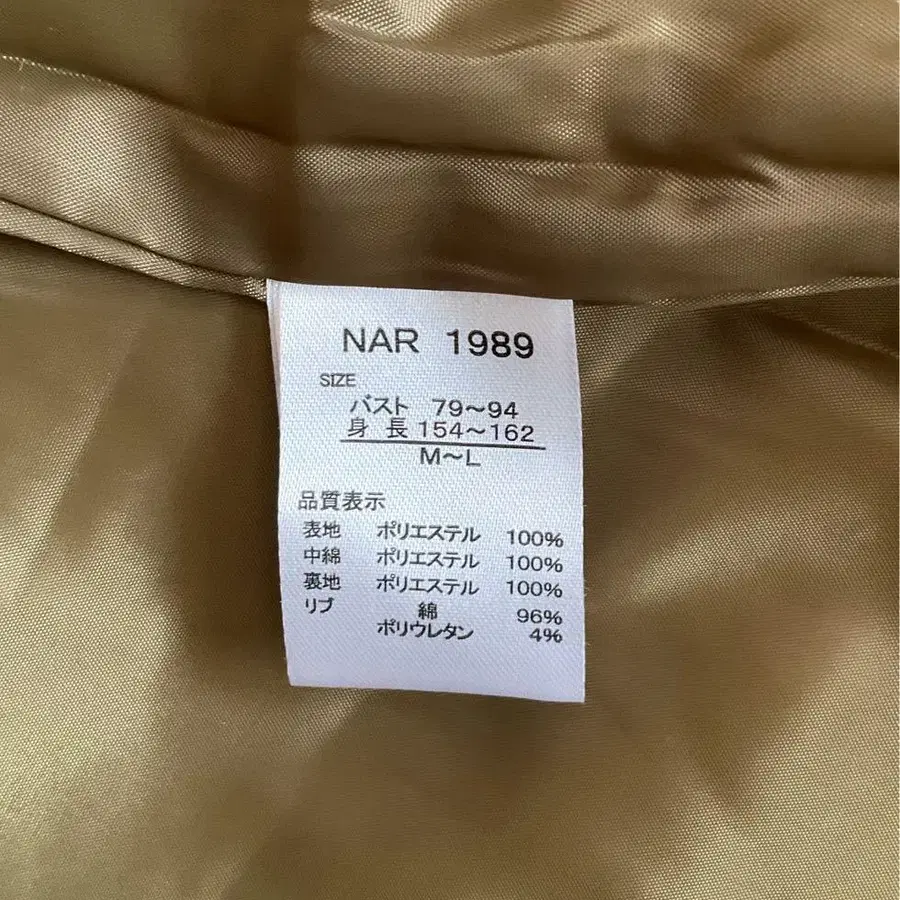 NAR 1989
SIZE
バスト 79〜94
身 長 154〜162
M〜L
品質表示
表地 ポリエステル 100%
中綿 ポリエステル 100%
裏地 ポリエステル 100%
リブ 綿 96%
ポリウレタン 4%